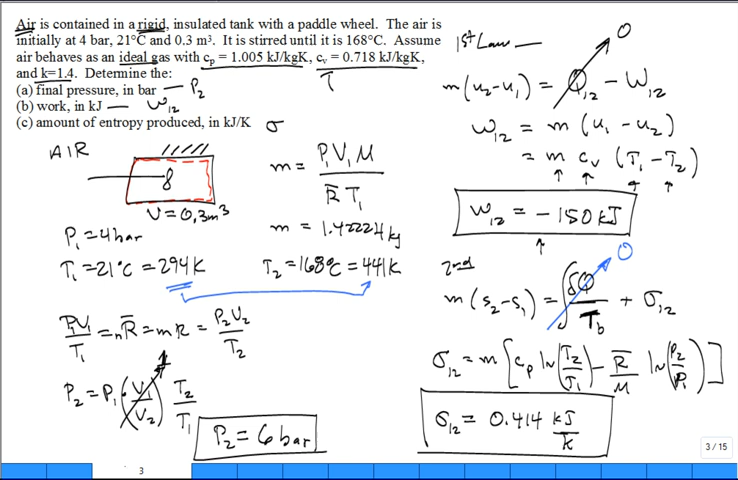 Air is contained in a rigid, insulated tank with a paddle wheel. The air is
initially at 4 bar, 21°C and 0.3 m³. It is stirred until it is 168°C. Assume
air behaves as an ideal gas with cp = 1.005 kJ/kgK, cv = 0.718 kJ/kgK,
and k=1.4. Determine the:
(a) final pressure, in bar — P₂
(b) work, in kJ — W₁₂
(c) amount of entropy produced, in kJ/K σ
AIR
V = 0.3m³
P₁ = 4 bar
T₁ = 21°C = 294K
T₂ = 168°C = 441K
m = P₁V₁M / R̄T₁
m = 1.42224 kg
P₁V₁/T₁ = nR̄ = mR = P₂V₂/T₂
P₂ = P₁ · (V₁/V₂) 1 T₂/T₁
P₂ = 6 bar
1st Law —
m(u₂-u₁) = Q₁₂ 0 - W₁₂
W₁₂ = m(u₁-u₂)
= m cv (T₁-T₂)
W₁₂ = -150 kJ
2nd
m(s₂-s₁) = ∫δQ/T_b 0 + σ₁₂
σ₁₂ = m[cp ln(T₂/T₁) - R̄/M ln(P₂/P₁)]
σ₁₂ = 0.414 kJ/K
3 / 15
3